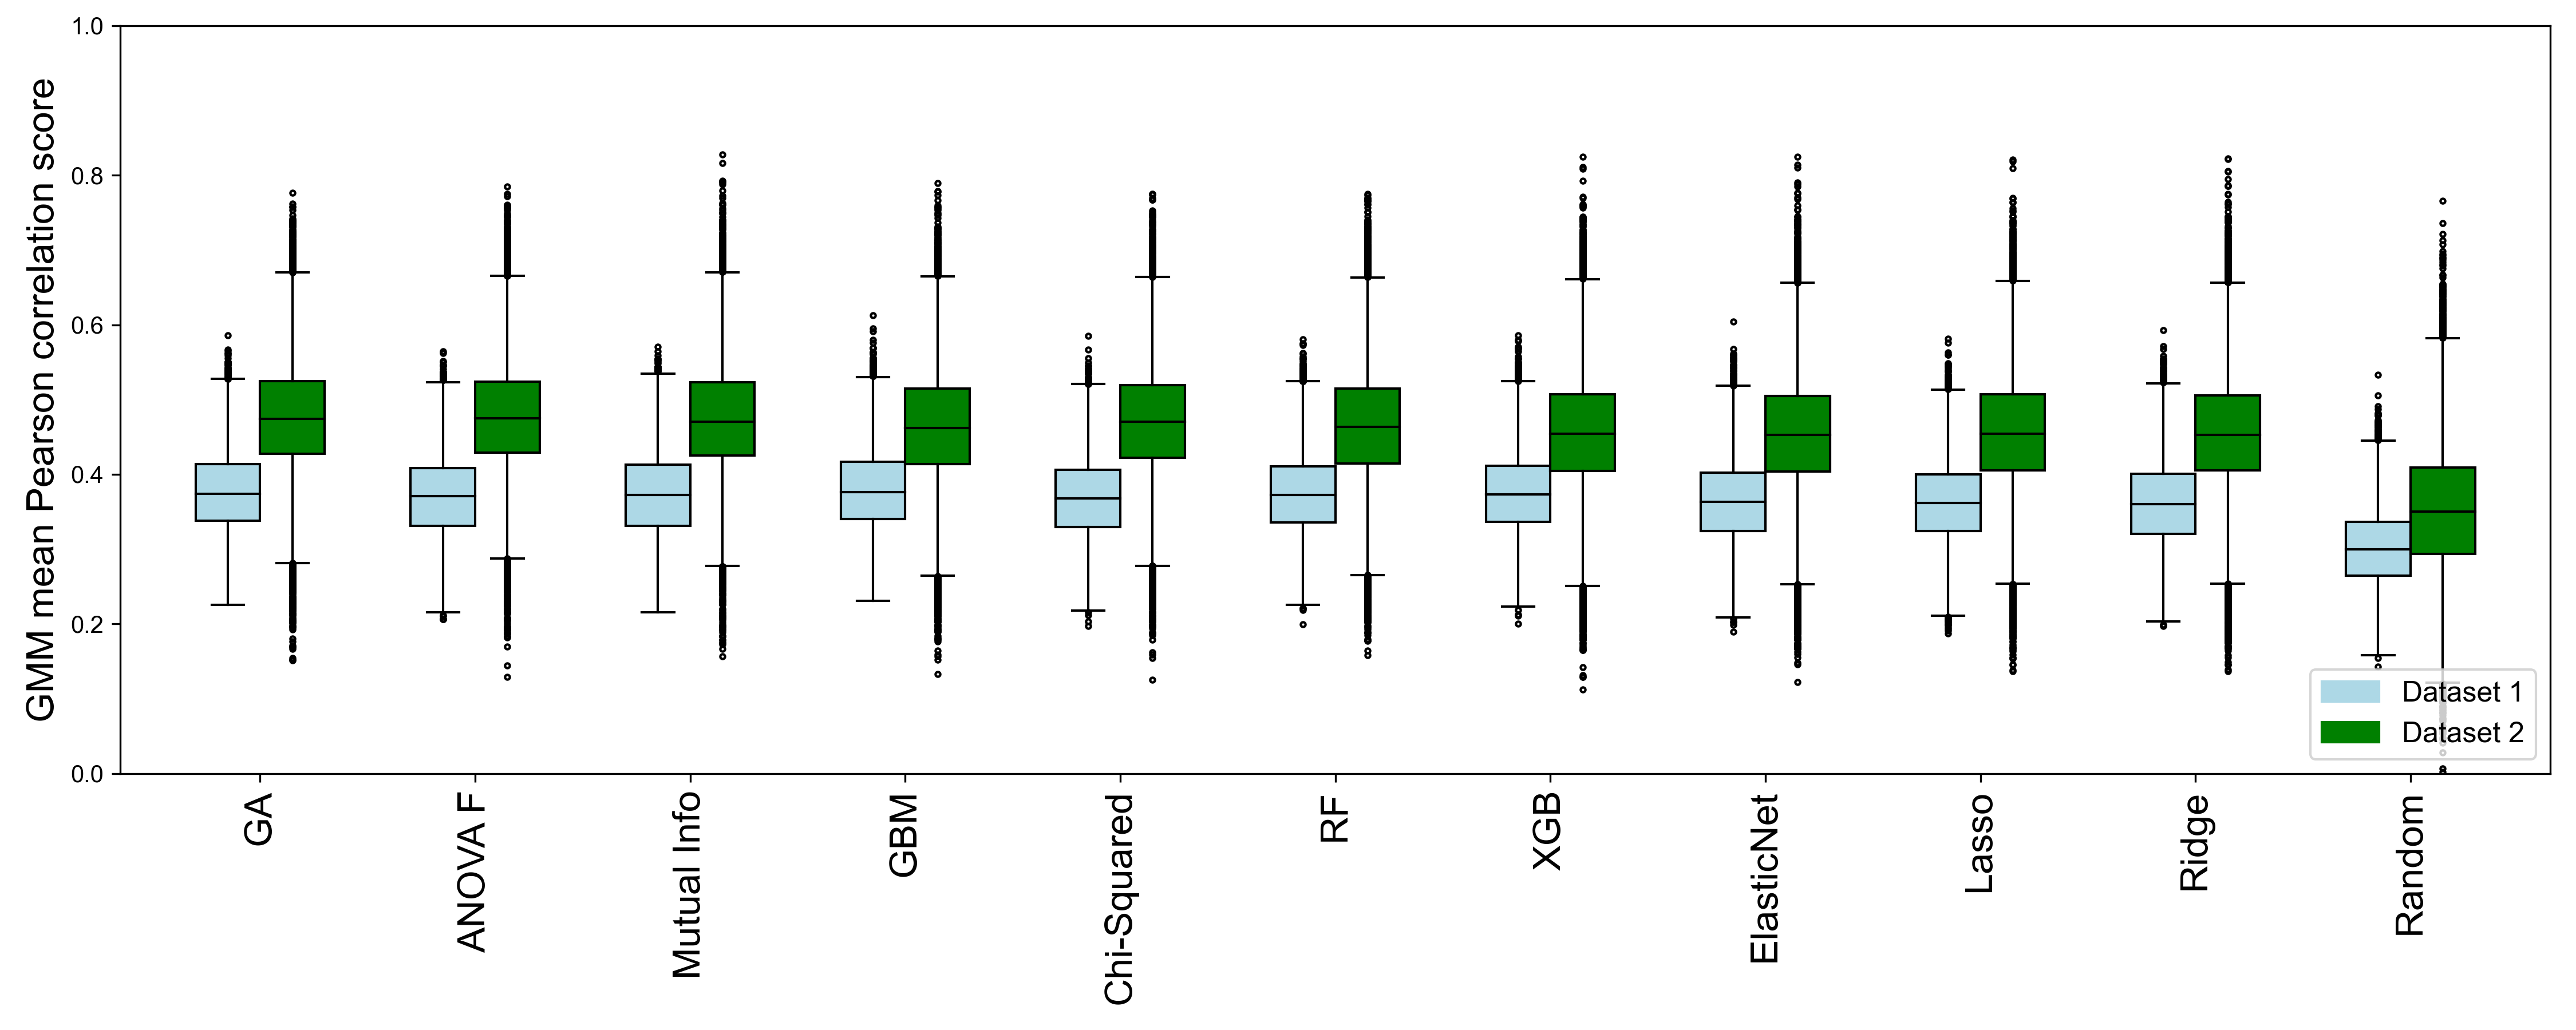 GMM mean Pearson correlation score
1.0
0.8
0.6
0.4
0.2
0.0
GA
ANOVA F
Mutual Info
GBM
Chi-Squared
RF
XGB
ElasticNet
Lasso
Ridge
Random
Dataset 1
Dataset 2